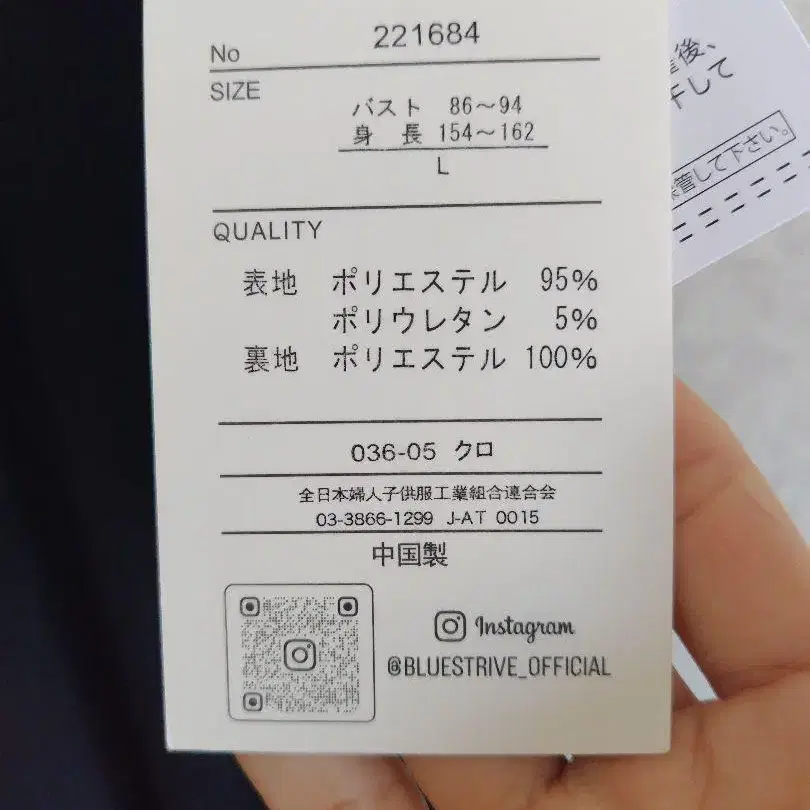 No 221684
SIZE
バスト 86～94
身 長 154～162
L
QUALITY
表地 ポリエステル 95%
ポリウレタン 5%
裏地 ポリエステル 100%
036-05 クロ
全日本婦人子供服工業組合連合会
03-3866-1299 J-AT 0015
中国製
Instagram
@BLUESTRIVE_OFFICIAL
後、
干して
管して下さい。